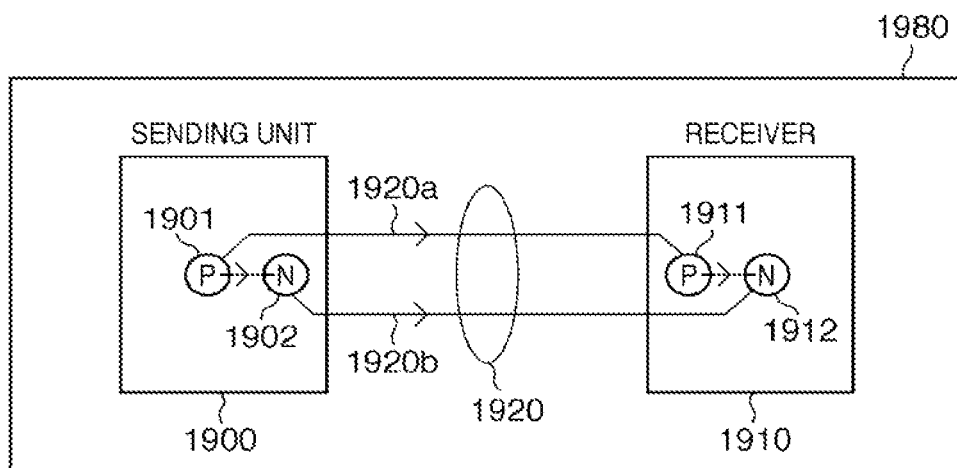 1980
SENDING UNIT
RECEIVER
1920a
1901
1911
P
N
P
N
1902
1912
1920b
1920
1900
1910